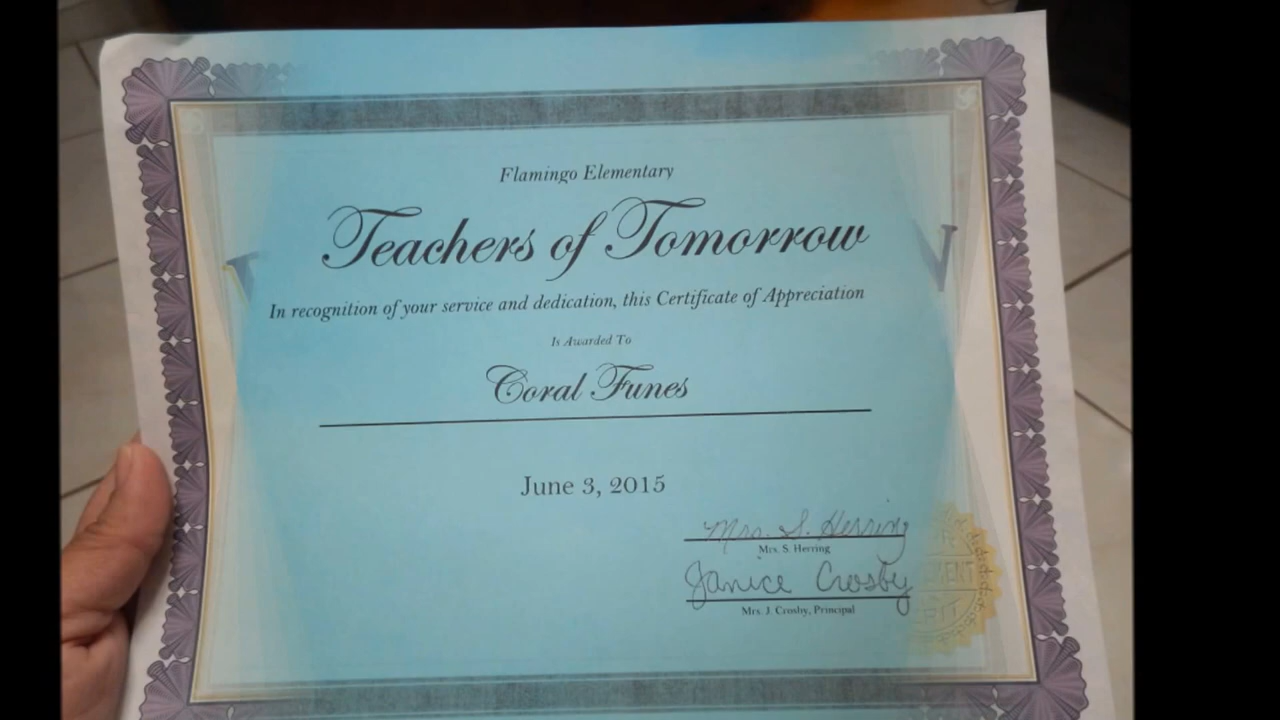 Flamingo Elementary
Teachers of Tomorrow
In recognition of your service and dedication, this Certificate of Appreciation
Is Awarded To
Coral Funes
June 3, 2015
Mrs. S. Herring
Mrs. S. Herring
Janice Crosby
Mrs. J. Crosby, Principal